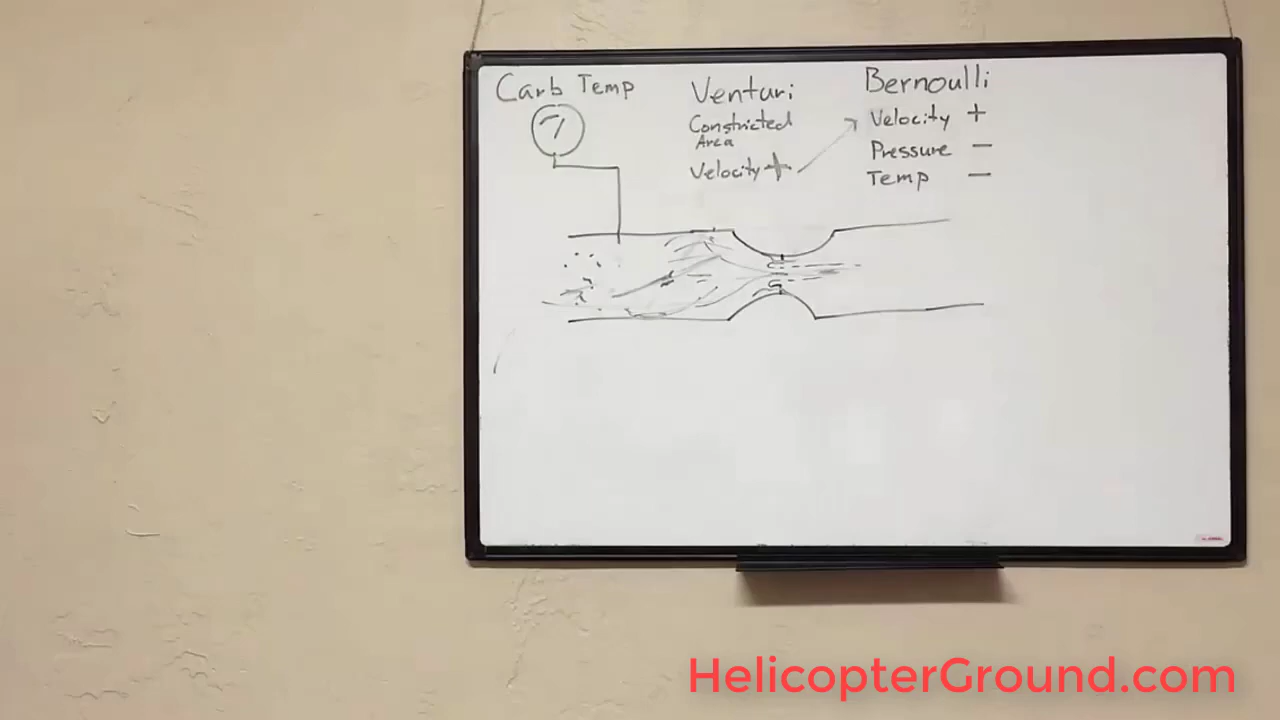 Carb Temp
Venturi
Constricted
Area
Velocity +
Bernoulli
Velocity +
Pressure -
Temp -
HelicopterGround.com